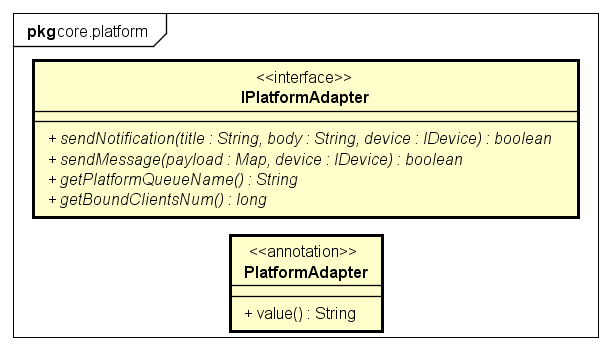 pkg core.platform
<<interface>>
IPlatformAdapter
+ sendNotification(title : String, body : String, device : IDevice) : boolean
+ sendMessage(payload : Map, device : IDevice) : boolean
+ getPlatformQueueName() : String
+ getBoundClientsNum() : long
<<annotation>>
PlatformAdapter
+ value() : String